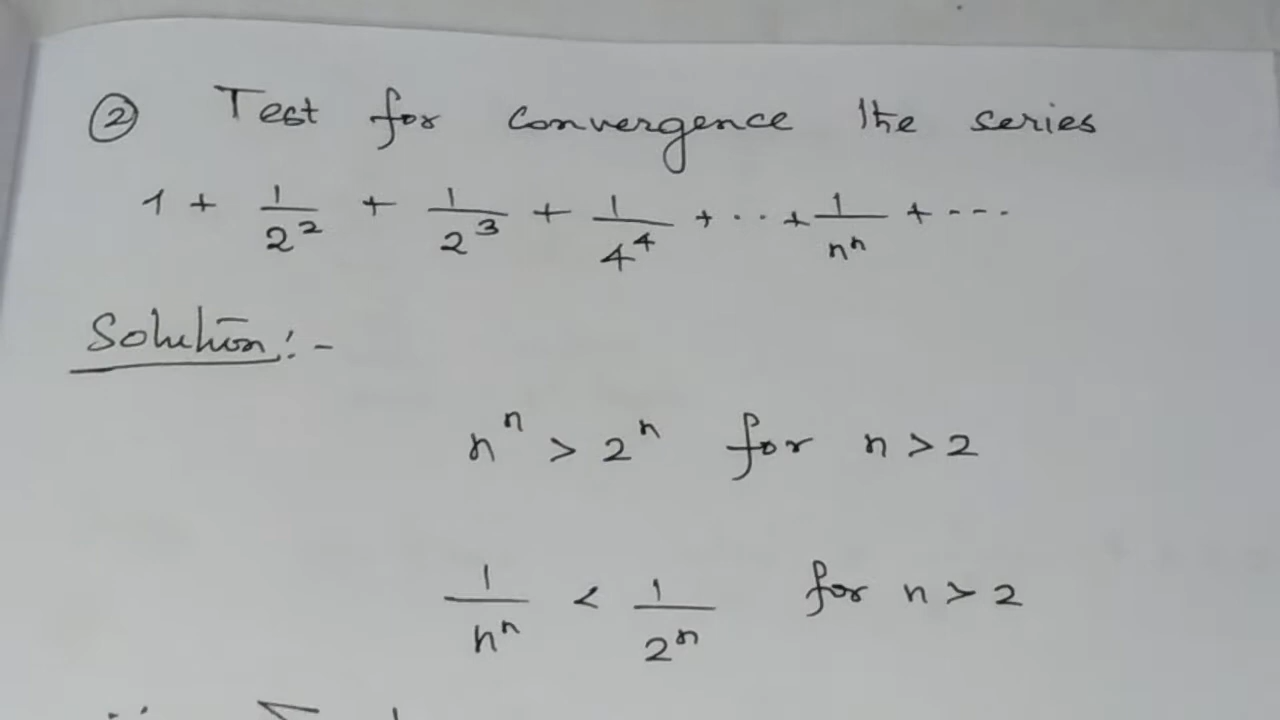 ② Test for convergence the series
1 + 1/2² + 1/2³ + 1/4⁴ + ·· + 1/nⁿ + ---
Solution:-
nⁿ > 2ⁿ for n > 2
1/nⁿ < 1/2ⁿ for n > 2